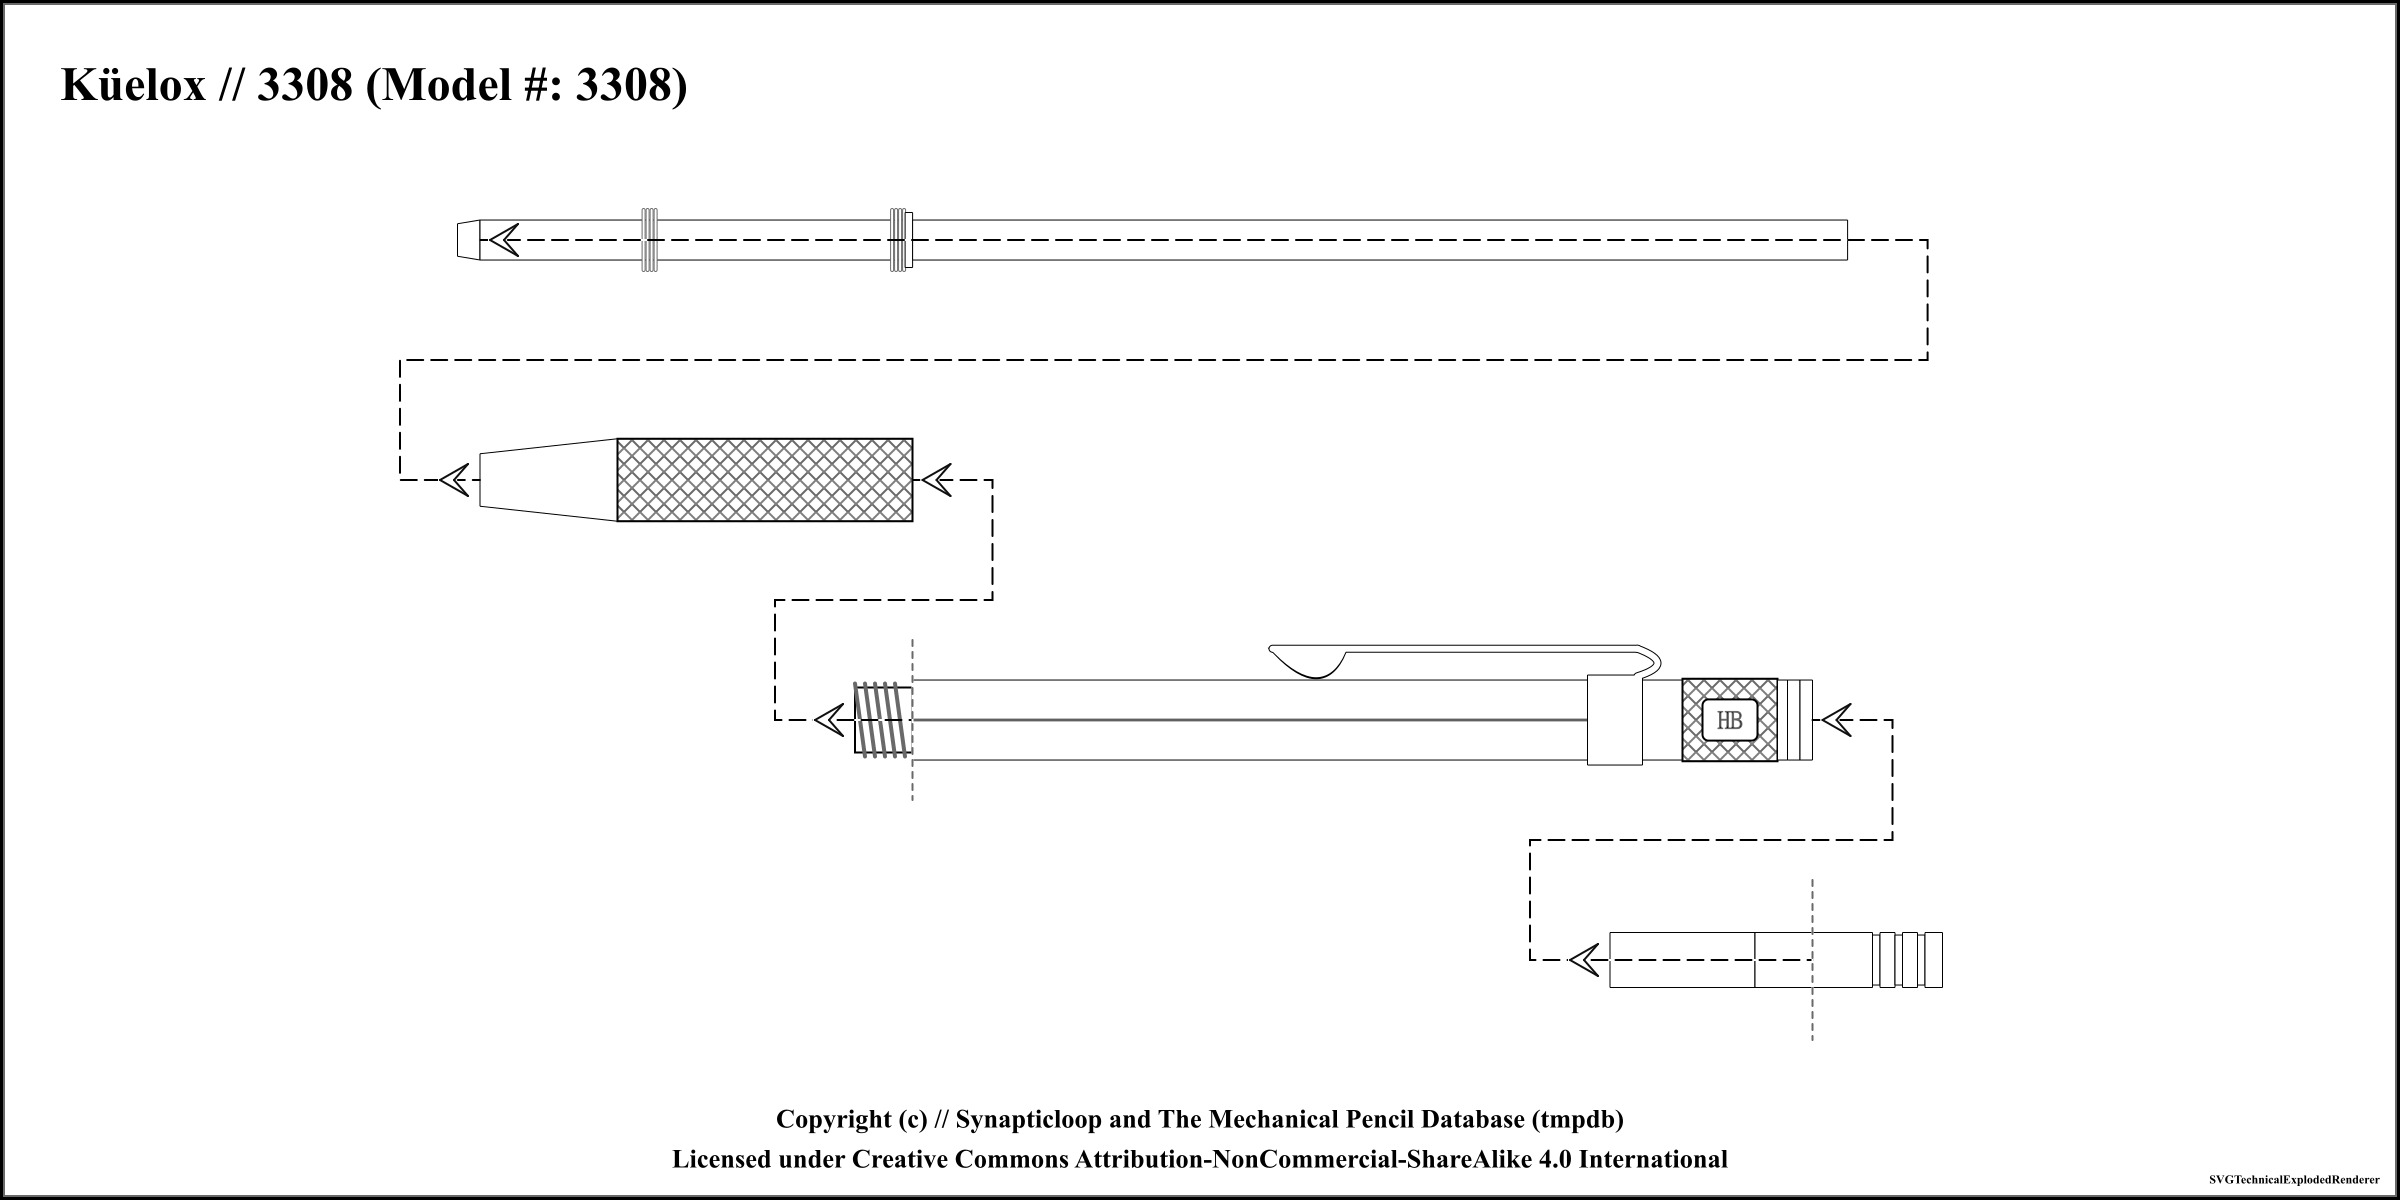 Küelox // 3308 (Model #: 3308)
HB
Copyright (c) // Synapticloop and The Mechanical Pencil Database (tmpdb)
Licensed under Creative Commons Attribution-NonCommercial-ShareAlike 4.0 International
SVGTechnicalExplodedRenderer